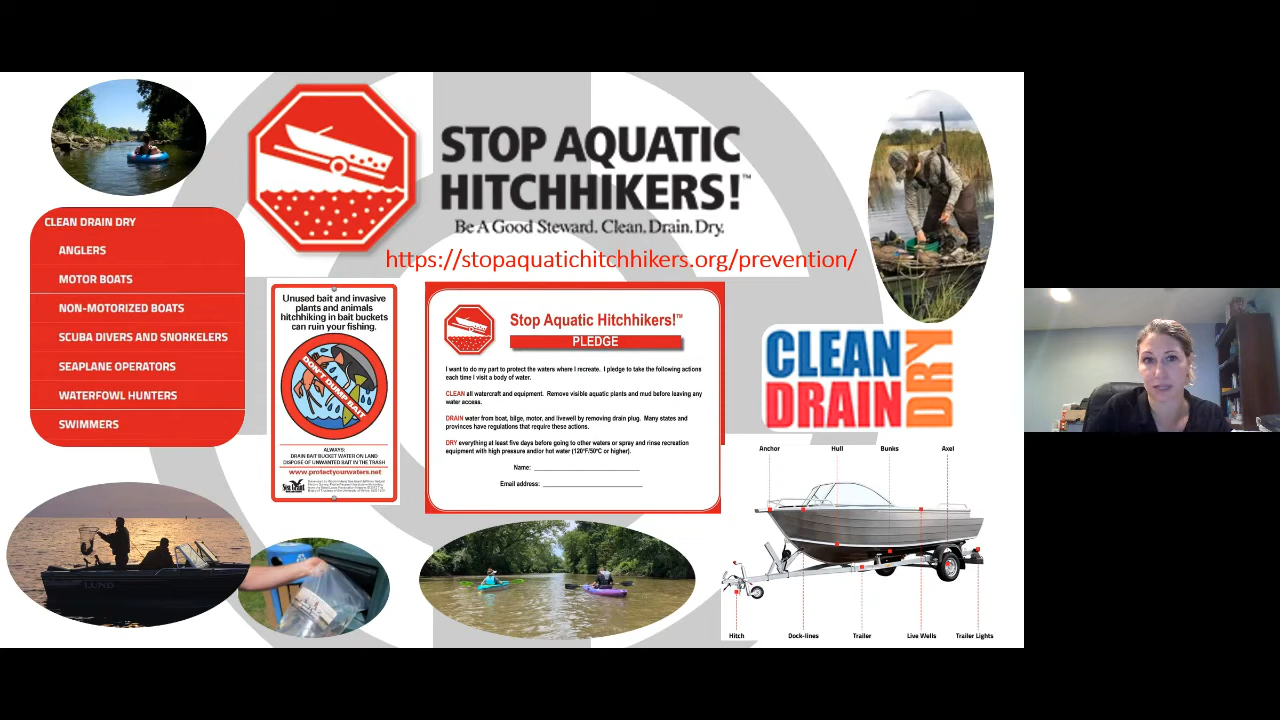 STOP AQUATIC
HITCHHIKERS!™
Be A Good Steward. Clean. Drain. Dry.
https://stopaquatichitchhikers.org/prevention/
CLEAN DRAIN DRY
ANGLERS
MOTOR BOATS
NON-MOTORIZED BOATS
SCUBA DIVERS AND SNORKELERS
SEAPLANE OPERATORS
WATERFOWL HUNTERS
SWIMMERS
Unused bait and invasive
plants and animals
hitchhiking in bait buckets
can ruin your fishing.
DON'T DUMP BAIT
ALWAYS:
DRAIN BAIT BUCKET WATER ON LAND
DISPOSE OF UNWANTED BAIT IN THE TRASH
www.protectyourwaters.net
Sea Grant
Stop Aquatic Hitchhikers!™
PLEDGE
I want to do my part to protect the waters where I recreate. I pledge to take the following actions
each time I visit a body of water.
CLEAN all watercraft and equipment. Remove visible aquatic plants and mud before leaving any
water access.
DRAIN water from boat, bilge, motor, and livewell by removing drain plug. Many states and
provinces have regulations that require these actions.
DRY everything at least five days before going to other waters or spray and rinse recreation
equipment with high pressure and/or hot water (120°F/50°C or higher).
Name:
Email address:
CLEAN
DRAIN
DRY
Anchor Hull Bunks Axel
Hitch Dock-lines Trailer Live Wells Trailer Lights
LUND